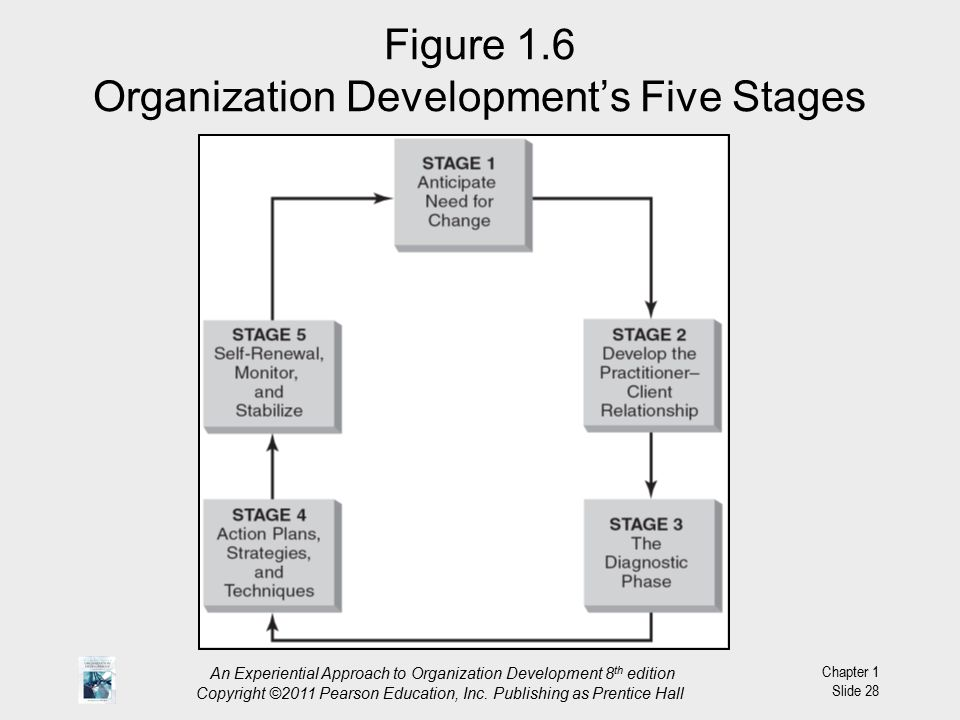 Figure 1.6
Organization Development's Five Stages
STAGE 1
Anticipate
Need for
Change
STAGE 2
Develop the
Practitioner–
Client
Relationship
STAGE 3
The
Diagnostic
Phase
STAGE 4
Action Plans,
Strategies,
and
Techniques
STAGE 5
Self-Renewal,
Monitor,
and
Stabilize
An Experiential Approach to Organization Development 8th edition
Copyright ©2011 Pearson Education, Inc. Publishing as Prentice Hall
Chapter 1
Slide 28